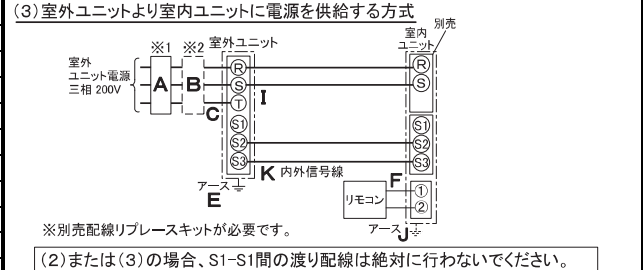 (3)室外ユニットより室内ユニットに電源を供給する方式
別売
※1 ※2 室外ユニット 室内
ユニット
室外
ユニット電源
三相 200V
A B C
R S T S1 S2 S3
I
R S
S1 S2 S3
K 内外信号線
F
アース
E
リモコン
① ②
アース J
※別売配線リプレースキットが必要です。
(2)または(3)の場合、S1-S1間の渡り配線は絶対に行わないでください。